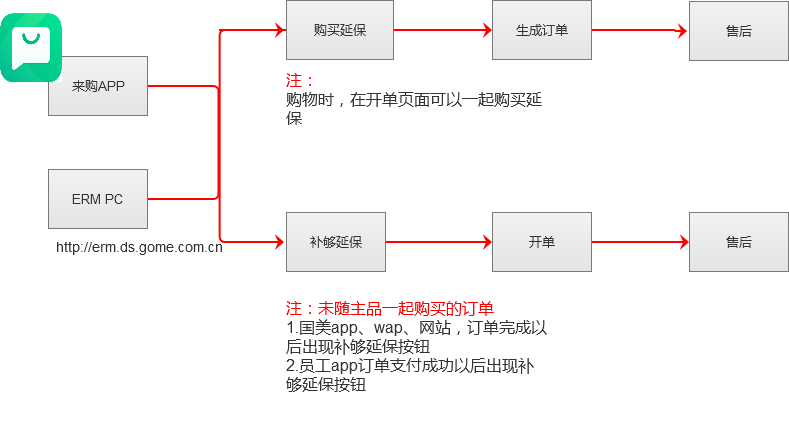 购买延保
生成订单
售后
来购APP
注：
购物时，在开单页面可以一起购买延
保
ERM PC
http://erm.ds.gome.com.cn
补够延保
开单
售后
注：未随主品一起购买的订单
1.国美app、wap、网站，订单完成以
后出现补够延保按钮
2.员工app订单支付成功以后出现补
够延保按钮